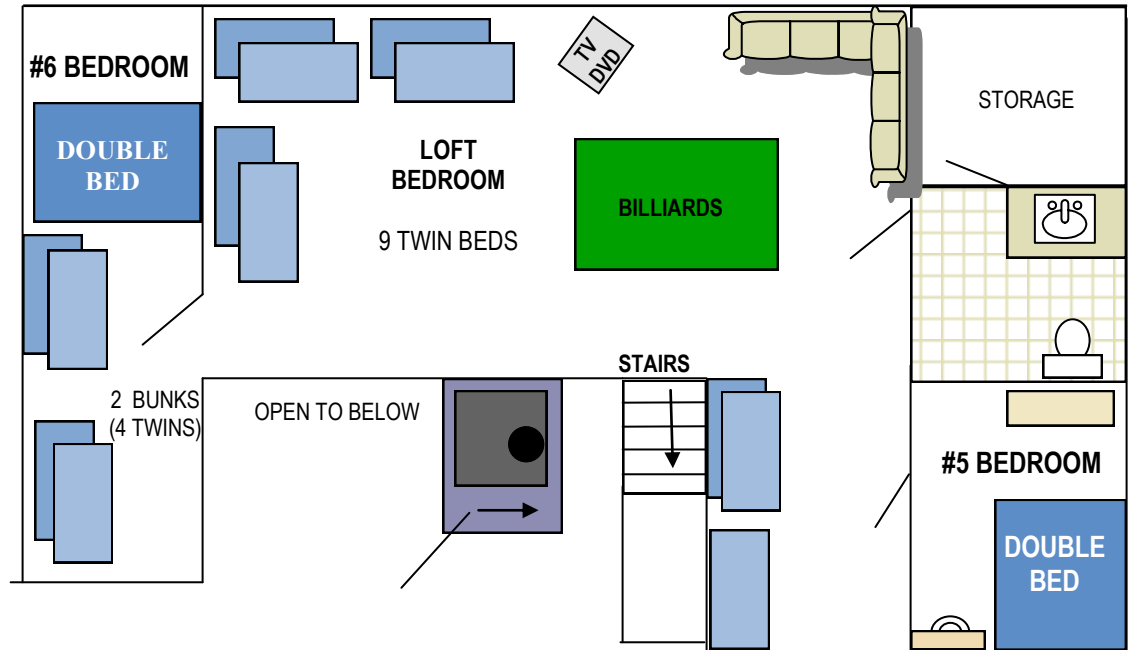 #6 BEDROOM
DOUBLE
BED
2 BUNKS
(4 TWINS)
LOFT
BEDROOM
9 TWIN BEDS
TV
DVD
BILLIARDS
STORAGE
STAIRS
OPEN TO BELOW
#5 BEDROOM
DOUBLE
BED